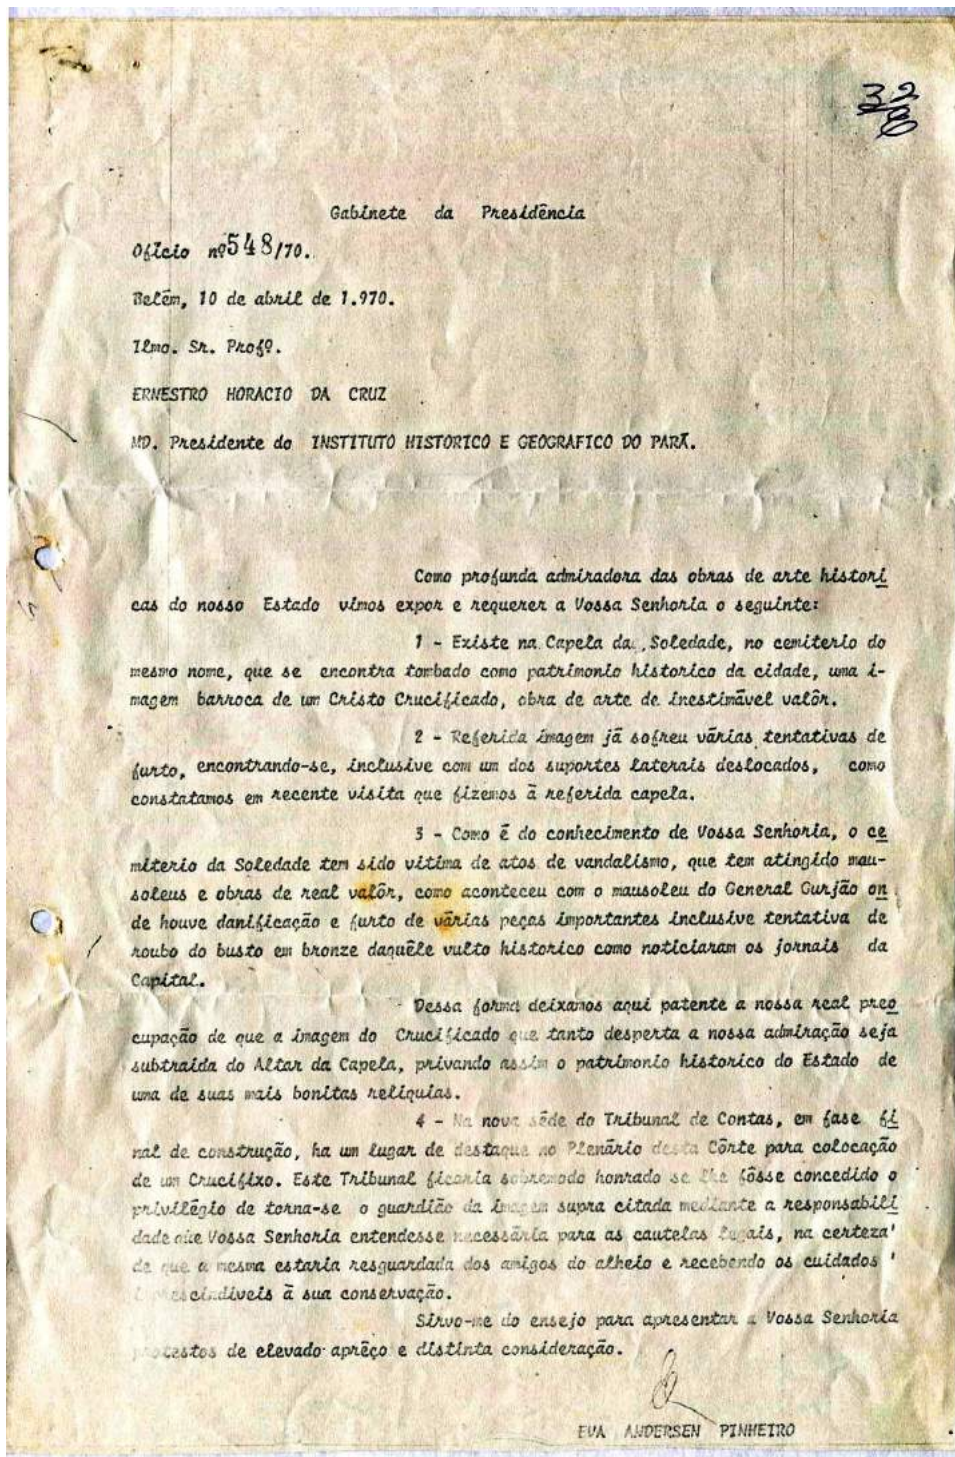 32
Gabinete da Presidência
Ofício nº 548/70.
Belém, 10 de abril de 1.970.
Ilmo. Sr. Profº.
ERNESTRO HORACIO DA CRUZ
MD. Presidente do INSTITUTO HISTORICO E GEOGRAFICO DO PARÁ.
Como profunda admiradora das obras de arte histori
cas do nosso Estado vimos expor e requerer a Vossa Senhoria o seguinte:
1 - Existe na Capela da Soledade, no cemiterio do
mesmo nome, que se encontra tombado como patrimonio historico da cidade, uma i-
magem barroca de um Cristo Crucificado, obra de arte de inestimável valôr.
2 - Referida imagem já sofreu várias tentativas de
furto, encontrando-se, inclusive com um dos suportes laterais deslocados, como
constatamos em recente visita que fizemos à referida capela.
3 - Como é do conhecimento de Vossa Senhoria, o ce
miterio da Soledade tem sido vitima de atos de vandalismo, que tem atingido mau-
soleus e obras de real valôr, como aconteceu com o mausoleu do General Gurjão on
de houve danificação e furto de várias peças importantes inclusive tentativa de
roubo do busto em bronze daquêle vulto historico como noticiaram os jornais da
Capital.
Dessa forma deixamos aqui patente a nossa real preo
cupação de que a imagem do Crucificado que tanto desperta a nossa admiração seja
subtraida do Altar da Capela, privando assim o patrimonio historico do Estado de
uma de suas mais bonitas reliquias.
4 - Na nova séde do Tribunal de Contas, em fase fi
nal de construção, ha um lugar de destaque no Plenário desta Côrte para colocação
de um Crucifixo. Este Tribunal ficaria sobremodo honrado se lhe fôsse concedido o
privilégio de torna-se o guardião da imagem supra citada mediante a responsabili
dade que Vossa Senhoria entendesse necessária para as cautelas legais, na certeza'
de que a mesma estaria resguardada dos amigos do alheio e recebendo os cuidados '
imprescindiveis à sua conservação.
Sirvo-me do ensejo para apresentar a Vossa Senhoria
protestos de elevado aprêço e distinta consideração.
EVA ANDERSEN PINHEIRO